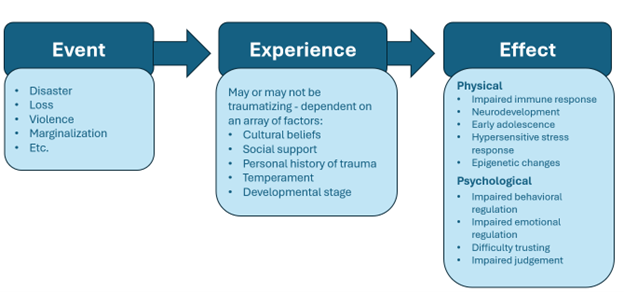 Event
• Disaster
• Loss
• Violence
• Marginalization
• Etc.
Experience
May or may not be
traumatizing - dependent on
an array of factors:
• Cultural beliefs
• Social support
• Personal history of trauma
• Temperament
• Developmental stage
Effect
Physical
• Impaired immune response
• Neurodevelopment
• Early adolescence
• Hypersensitive stress
response
• Epigenetic changes
Psychological
• Impaired behavioral
regulation
• Impaired emotional
regulation
• Difficulty trusting
• Impaired judgement